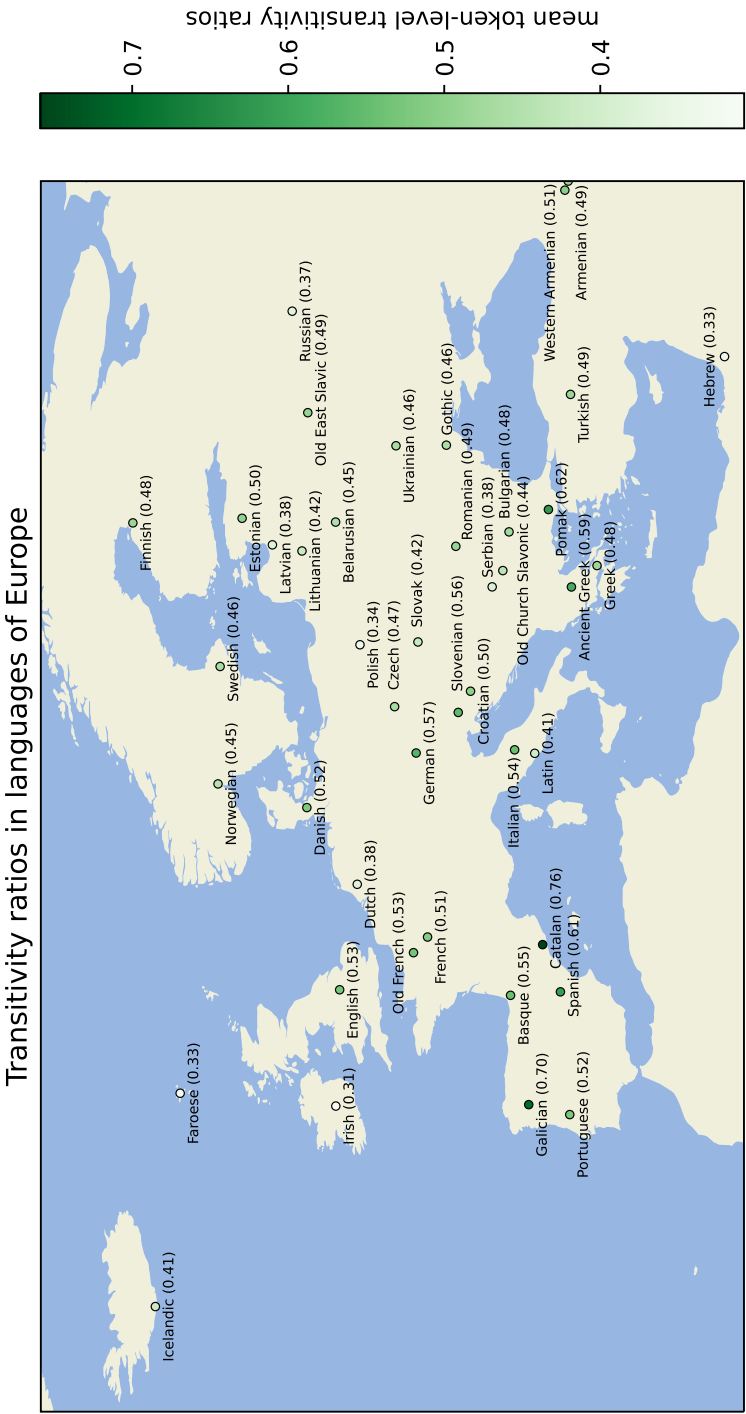 Transitivity ratios in languages of Europe
Icelandic (0.41)
Faroese (0.33)
Finnish (0.48)
Norwegian (0.45)
Swedish (0.46)
Estonian (0.50)
Latvian (0.38)
Lithuanian (0.42)
Belarusian (0.45)
Russian (0.37)
Old East Slavic (0.49)
Irish (0.31)
English (0.53)
Danish (0.52)
Dutch (0.38)
Polish (0.34)
Czech (0.47)
Slovak (0.42)
Ukrainian (0.46)
Old French (0.53)
French (0.51)
German (0.57)
Slovenian (0.56)
Croatian (0.50)
Romanian (0.49)
Gothic (0.46)
Serbian (0.38)
Bulgarian (0.48)
Old Church Slavonic (0.44)
Italian (0.54)
Latin (0.41)
Basque (0.55)
Galician (0.70)
Portuguese (0.52)
Catalan (0.76)
Spanish (0.61)
Pomak (0.62)
Ancient Greek (0.59)
Greek (0.48)
Turkish (0.49)
Western Armenian (0.51)
Armenian (0.49)
Hebrew (0.33)
0.7
0.6
0.5
0.4
mean token-level transitivity ratios